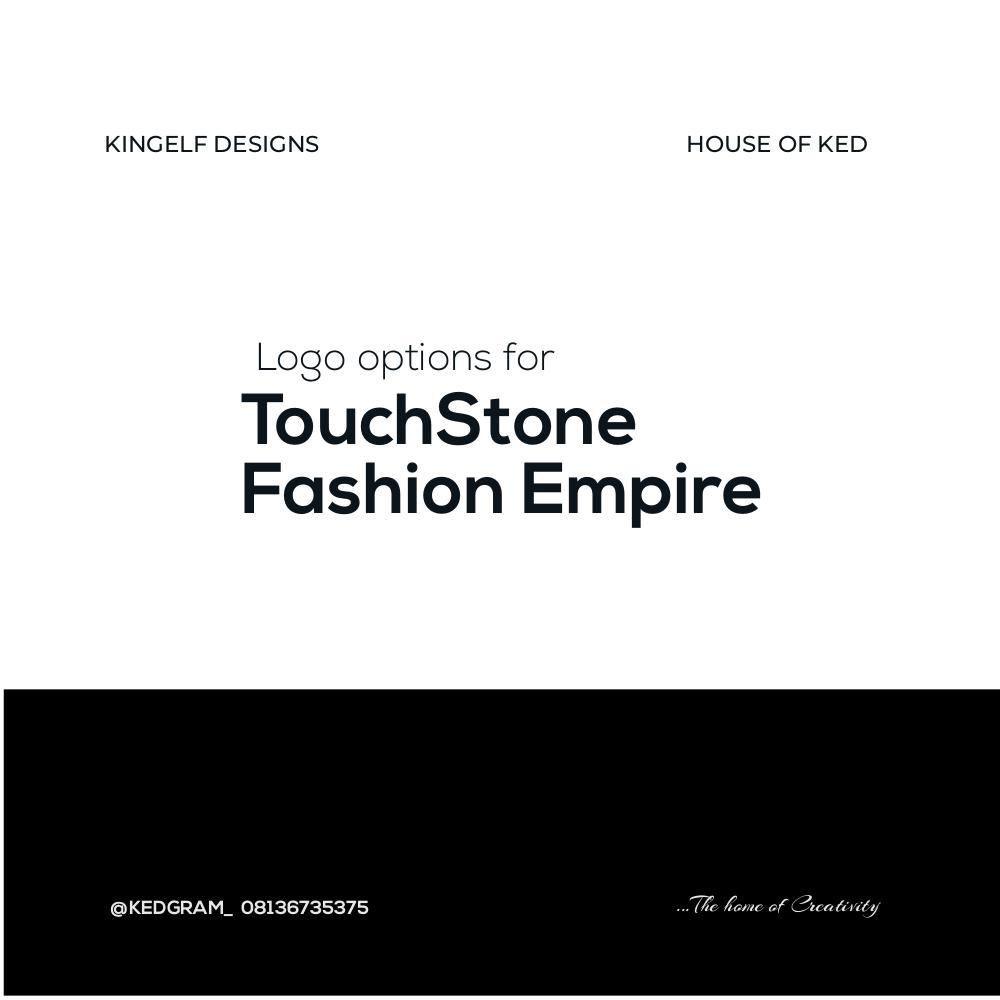 KINGELF DESIGNS
HOUSE OF KED
Logo options for
TouchStone
Fashion Empire
@KEDGRAM_ 08136735375
...The home of Creativity